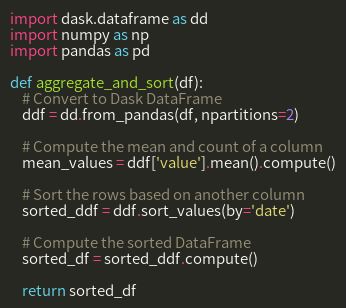 import dask.dataframe as dd
import numpy as np
import pandas as pd
def aggregate_and_sort(df):
# Convert to Dask DataFrame
ddf = dd.from_pandas(df, npartitions=2)
# Compute the mean and count of a column
mean_values = ddf['value'].mean().compute()
# Sort the rows based on another column
sorted_ddf = ddf.sort_values(by='date')
# Compute the sorted DataFrame
sorted_df = sorted_ddf.compute()
return sorted_df